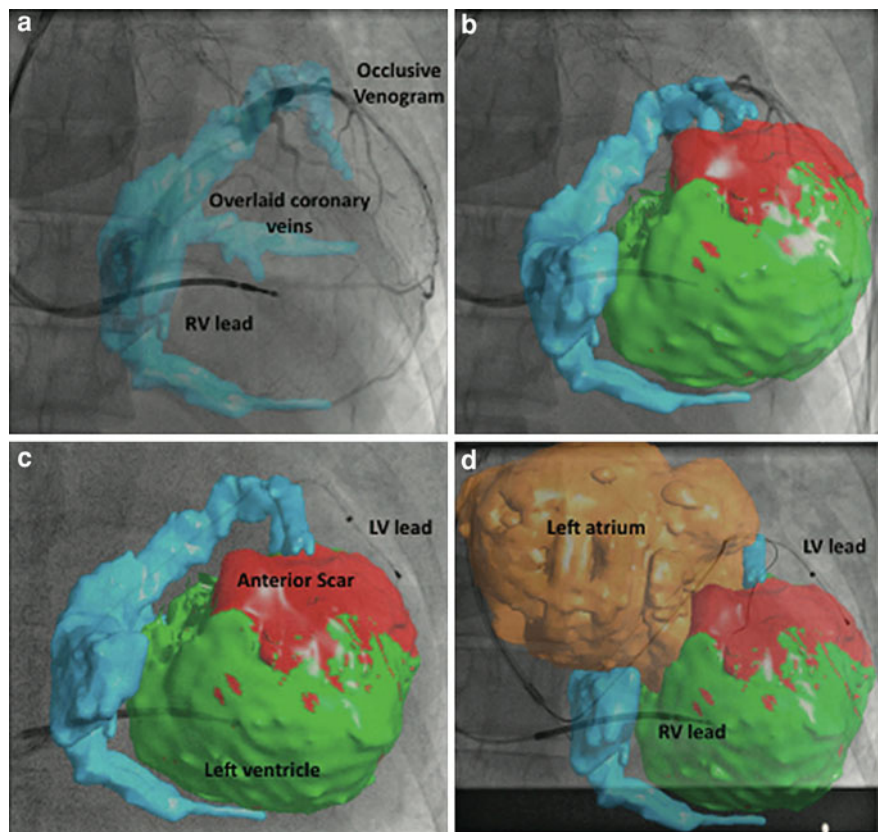 a
Occlusive
Venogram
Overlaid coronary
veins
RV lead
b
c
LV lead
Anterior Scar
Left ventricle
d
Left atrium
LV lead
RV lead